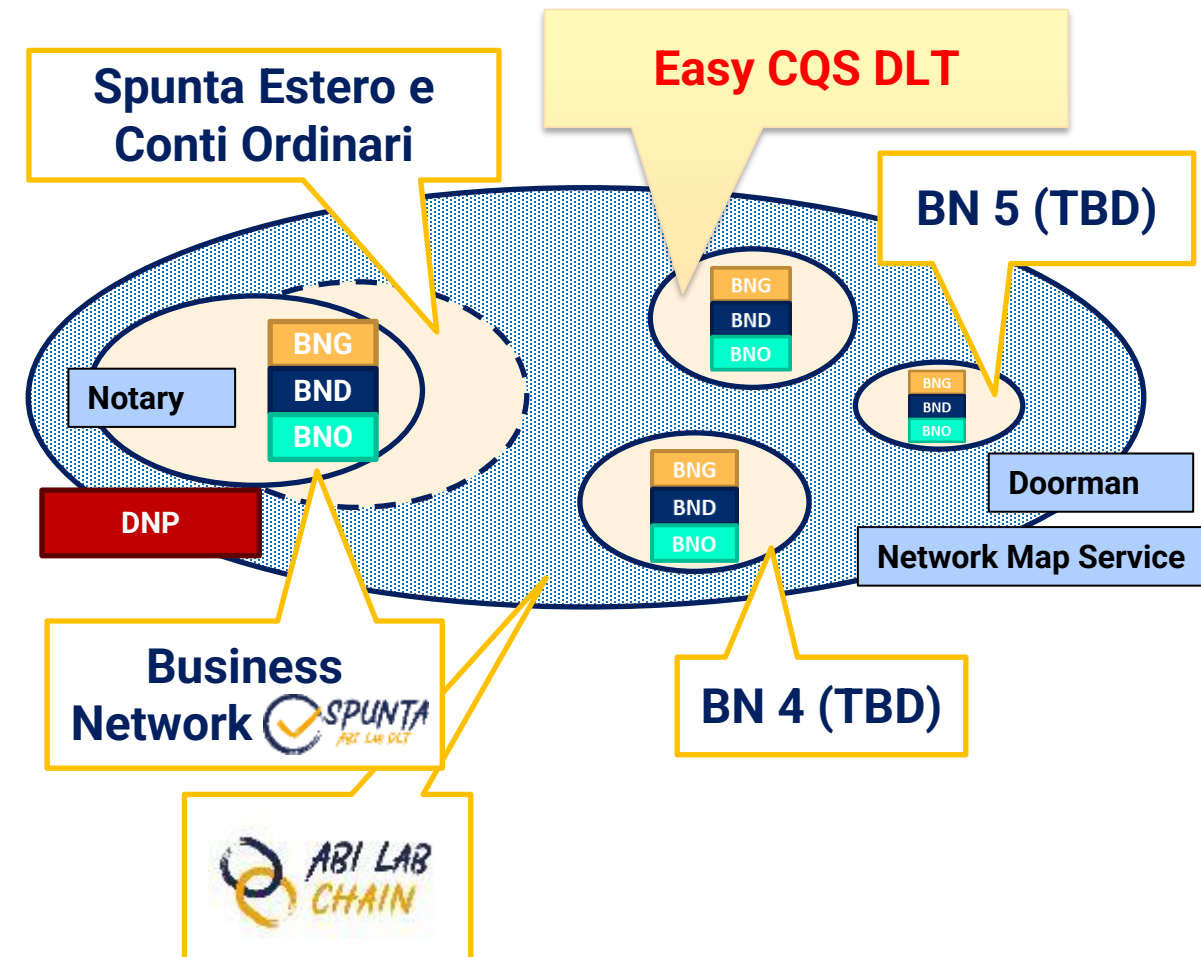 Spunta Estero e
Conti Ordinari
Easy CQS DLT
BN 5 (TBD)
BNG
BND
BNO
BNG
BND
BNO
Notary
BNG
BND
BNO
BNG
BND
BNO
Doorman
DNP
Network Map Service
Business
Network SPUNTA
ABI LAB DLT
BN 4 (TBD)
ABI LAB
CHAIN